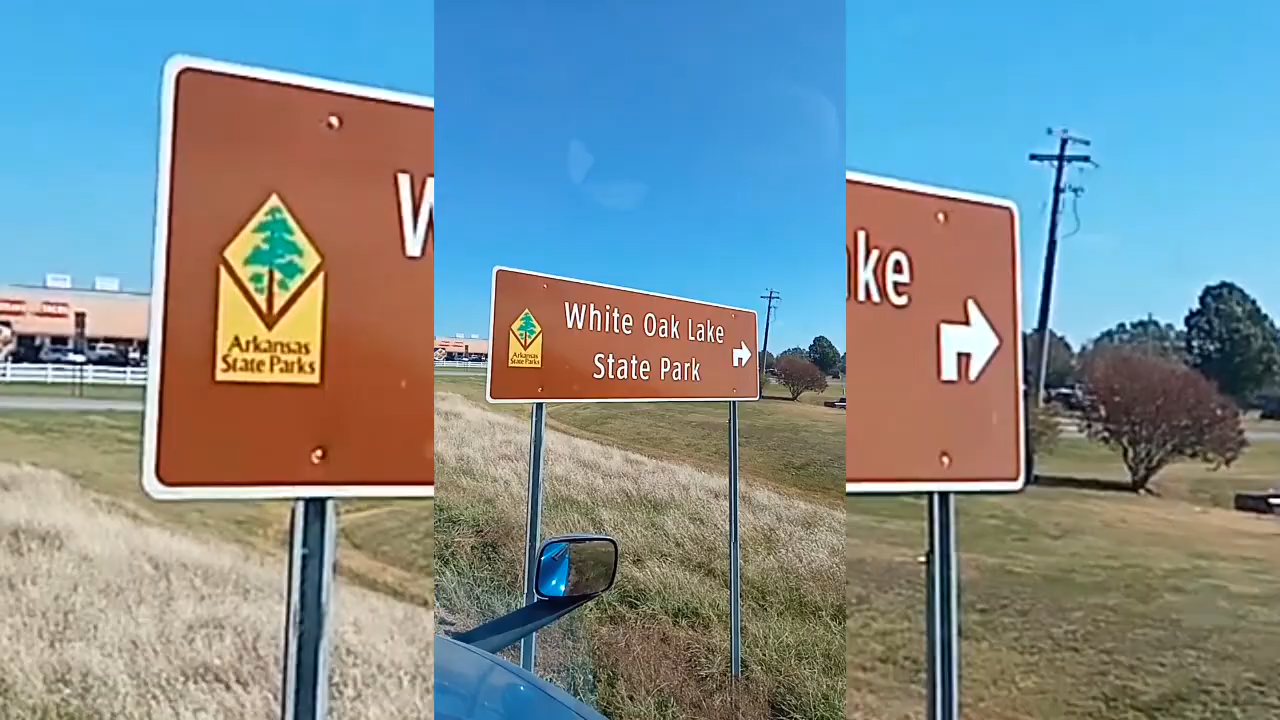 W
Arkansas
State Parks
White Oak Lake
State Park
Arkansas
State Parks
ake